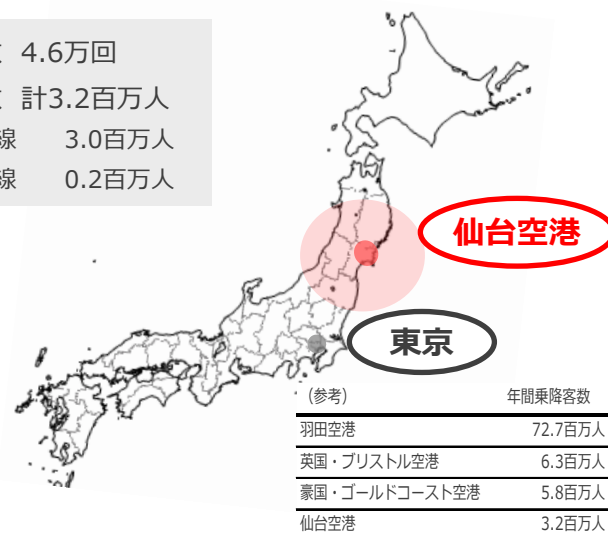 4.6万回
計3.2百万人
線 3.0百万人
線 0.2百万人
仙台空港
東京
(参考) 年間乗降客数
羽田空港 72.7百万人
英国・ブリストル空港 6.3百万人
豪国・ゴールドコースト空港 5.8百万人
仙台空港 3.2百万人